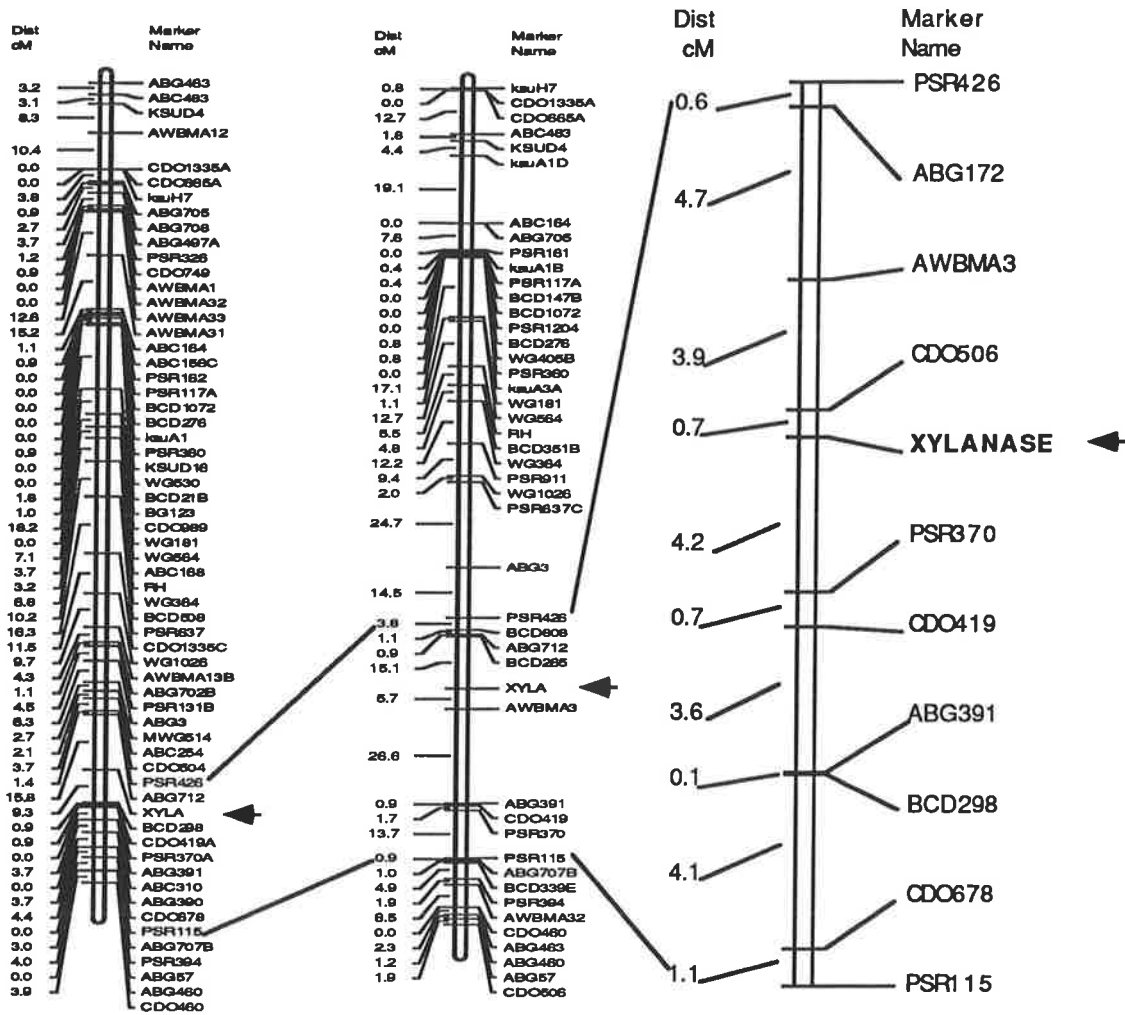 Dist
cM
3.2
3.1
8.3
10.4
0.0
0.0
3.8
0.9
2.7
3.7
1.2
0.9
0.0
0.0
12.6
15.2
1.1
0.9
0.0
0.0
0.0
0.0
0.0
0.9
0.0
0.0
1.8
1.0
18.2
0.0
7.1
3.7
3.2
6.8
10.2
16.3
11.5
9.7
4.3
1.1
4.5
6.3
2.7
2.1
3.7
1.4
15.8
9.3
0.9
0.9
0.0
3.7
0.0
3.7
4.4
0.0
3.0
4.0
0.0
3.9
Marker
Name
ABG463
ABC483
KSUD4
AWBMA12
CDO1335A
CDO665A
ksuH7
ABG705
ABG708
ABG497A
PSR326
CDO749
AWBMA1
AWBMA32
AWBMA33
AWBMA31
ABC164
ABC156C
PSR162
PSR117A
BCD1072
BCD276
ksuA1
PSR360
KSUD16
WG530
BCD21B
BG123
CDO989
WG181
WG564
ABC168
RH
WG364
BCD508
PSR637
CDO1335C
WG1026
AWBMA13B
ABG702B
PSR131B
ABG3
MWG514
ABC254
CDO504
PSR426
ABG712
XYLA
BCD298
CDO419A
PSR370A
ABG391
ABC310
ABG390
CDO678
PSR115
ABG707B
PSR394
ABG57
ABG460
CDO460
Dist
cM
0.8
0.0
12.7
1.8
4.4
19.1
0.0
7.6
0.0
0.4
0.4
0.0
0.0
0.0
0.8
0.8
0.0
17.1
1.1
12.7
5.5
4.8
12.2
9.4
2.0
24.7
14.5
3.8
1.1
0.9
15.1
5.7
26.6
0.9
1.7
13.7
0.9
1.0
4.9
1.9
6.5
0.0
2.3
1.2
1.9
Marker
Name
ksuH7
CDO1335A
CDO665A
ABC483
KSUD4
ksuA1D
ABC164
ABG705
PSR161
ksuA1B
PSR117A
BCD147B
BCD1072
PSR1204
BCD276
WG405B
PSR360
ksuA3A
WG181
WG564
RH
BCD351B
WG364
PSR911
WG1026
PSR637C
ABG3
PSR426
BCD808
ABG712
BCD265
XYLA
AWBMA3
ABG391
CDO419
PSR370
PSR115
ABG707B
BCD339E
PSR394
AWBMA32
CDO460
ABG463
ABG460
ABG57
CDO506
Dist
cM
0.6
4.7
3.9
0.7
4.2
0.7
3.6
0.1
4.1
1.1
Marker
Name
PSR426
ABG172
AWBMA3
CDO506
XYLANASE
PSR370
CDO419
ABG391
BCD298
CDO678
PSR115